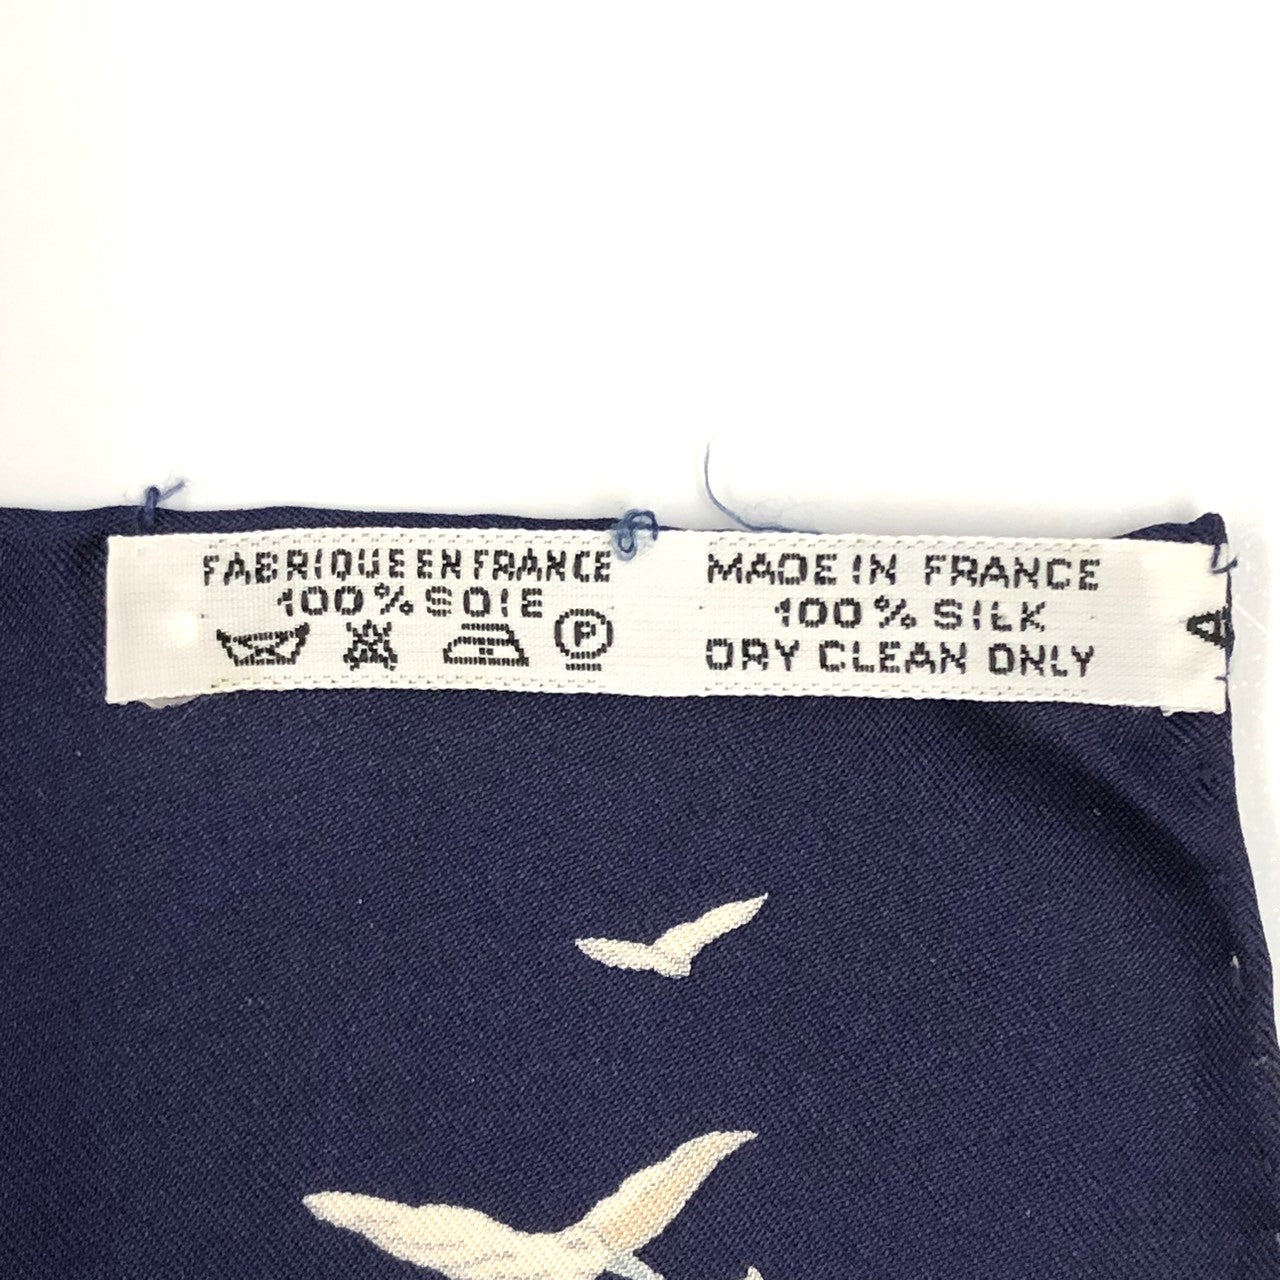 FABRIQUE EN FRANCE
100% SOIE
P
MADE IN FRANCE
100% SILK
DRY CLEAN ONLY
A